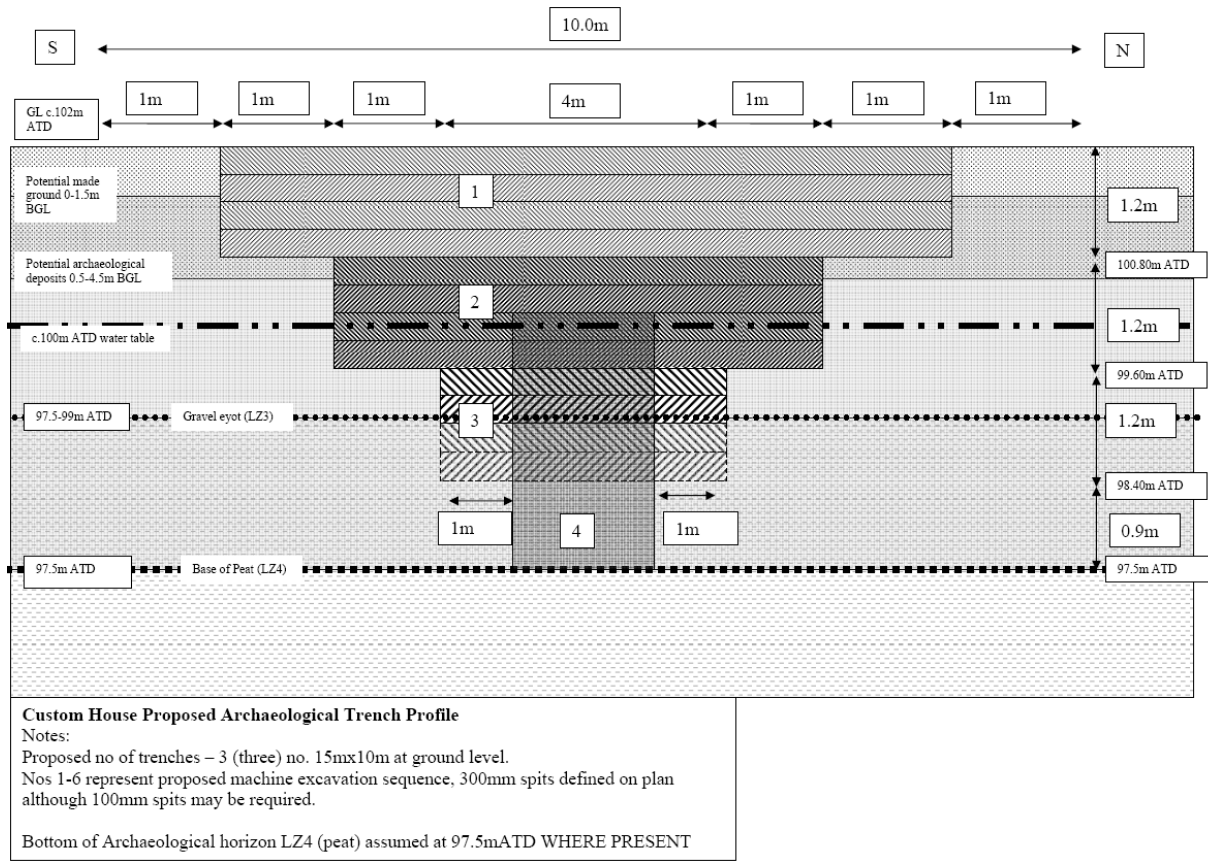 10.0m
S
N
1m
1m
1m
4m
1m
1m
1m
GL c.102m
ATD
Potential made
ground 0-1.5m
BGL
1
1.2m
Potential archaeological
deposits 0.5-4.5m BGL
100.80m ATD
2
1.2m
c.100m ATD water table
99.60m ATD
97.5-99m ATD
Gravel eyot (LZ3)
3
1.2m
98.40m ATD
1m
4
1m
0.9m
97.5m ATD
Base of Peat (LZ4)
97.5m ATD
Custom House Proposed Archaeological Trench Profile
Notes:
Proposed no of trenches – 3 (three) no. 15mx10m at ground level.
Nos 1-6 represent proposed machine excavation sequence, 300mm spits defined on plan
although 100mm spits may be required.
Bottom of Archaeological horizon LZ4 (peat) assumed at 97.5mATD WHERE PRESENT